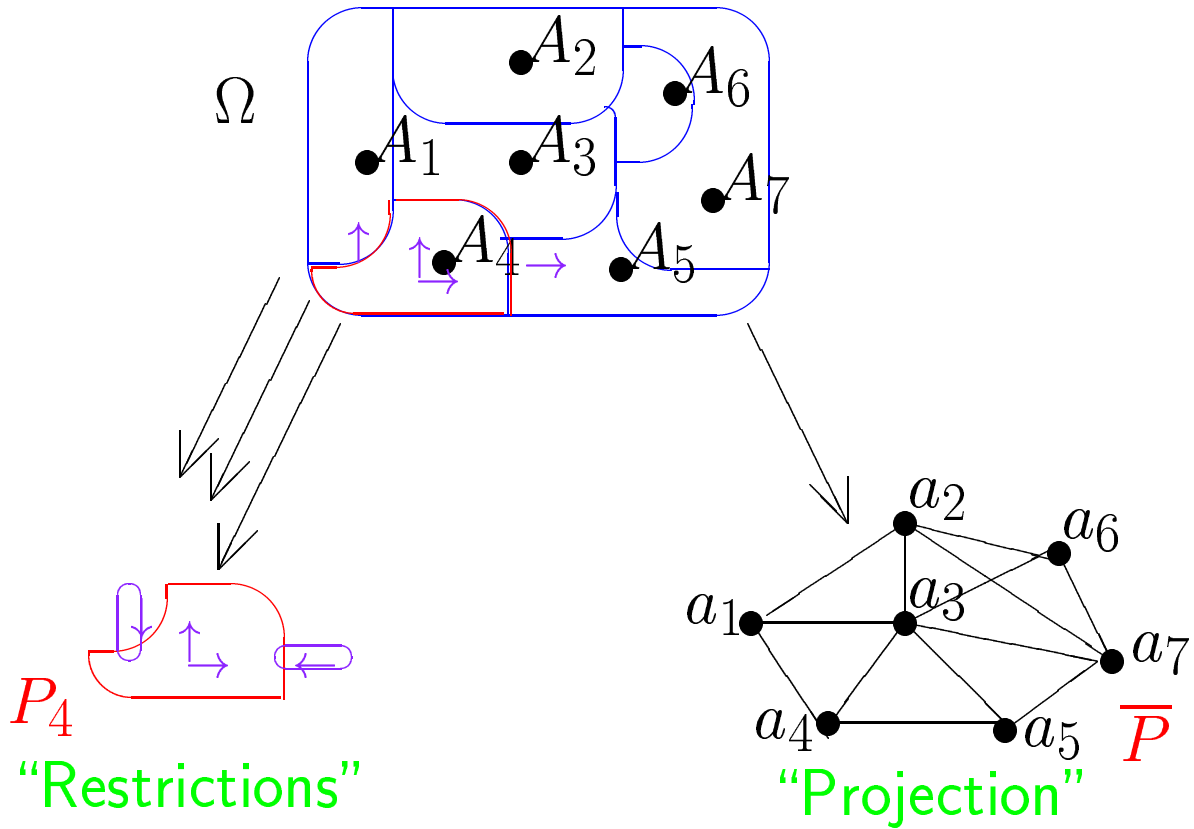 Ω
A2
A6
A1
A3
A7
A4
A5
a2
a6
a1
a3
a7
a4
a5
P4
P̅
“Restrictions”
“Projection”